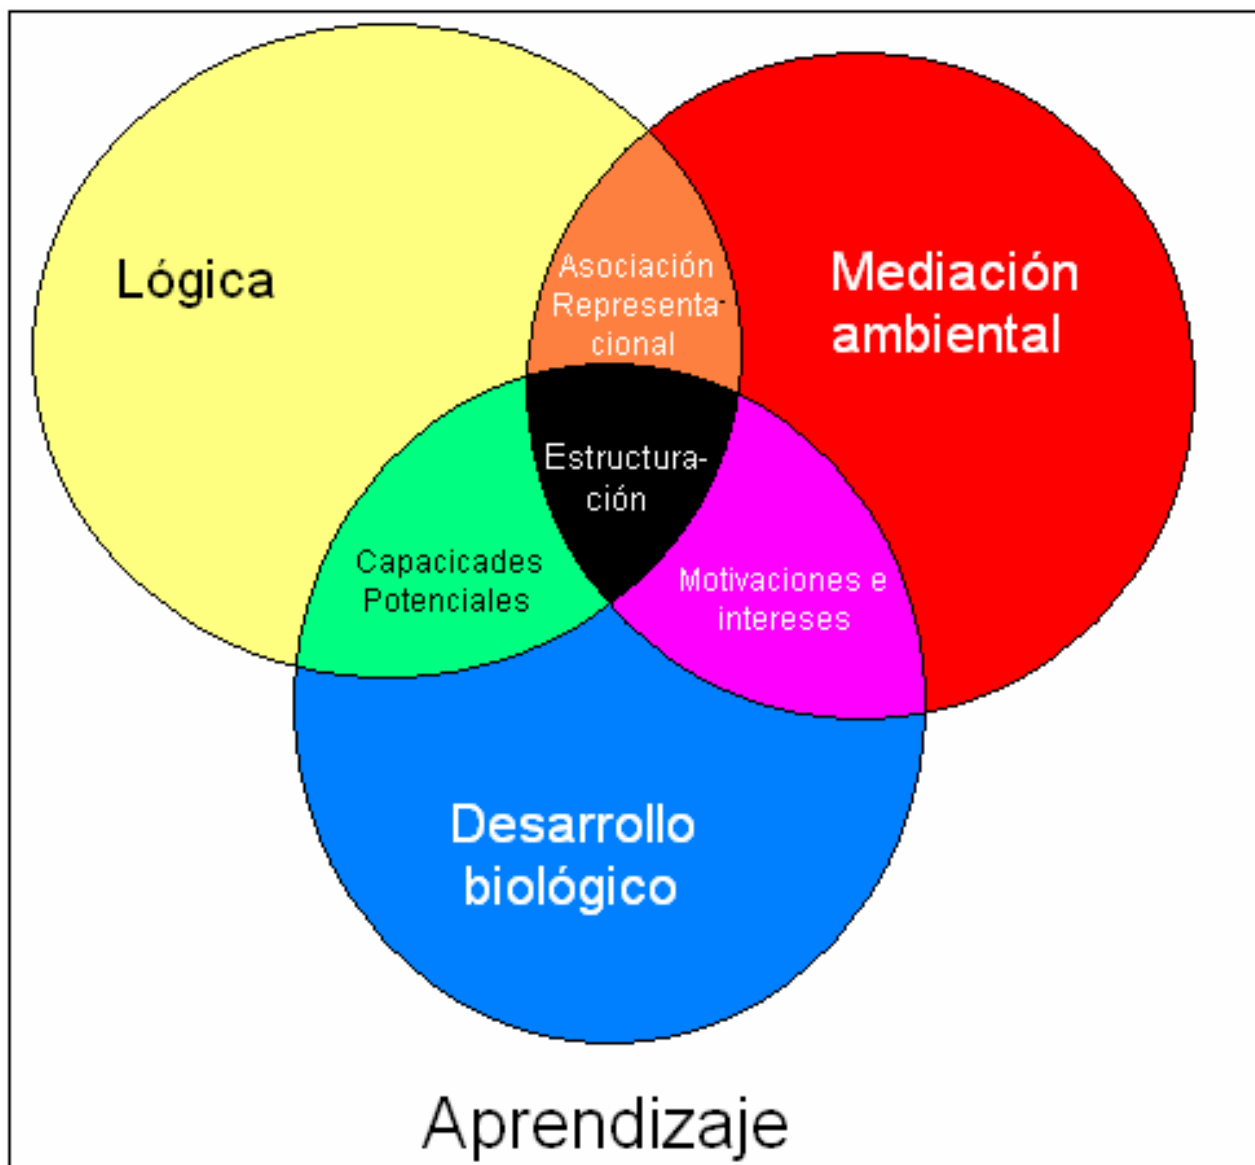 Lógica
Asociación
Representa-
cional
Mediación
ambiental
Estructura-
ción
Capacicades
Potenciales
Motivaciones e
intereses
Desarrollo
biológico
Aprendizaje